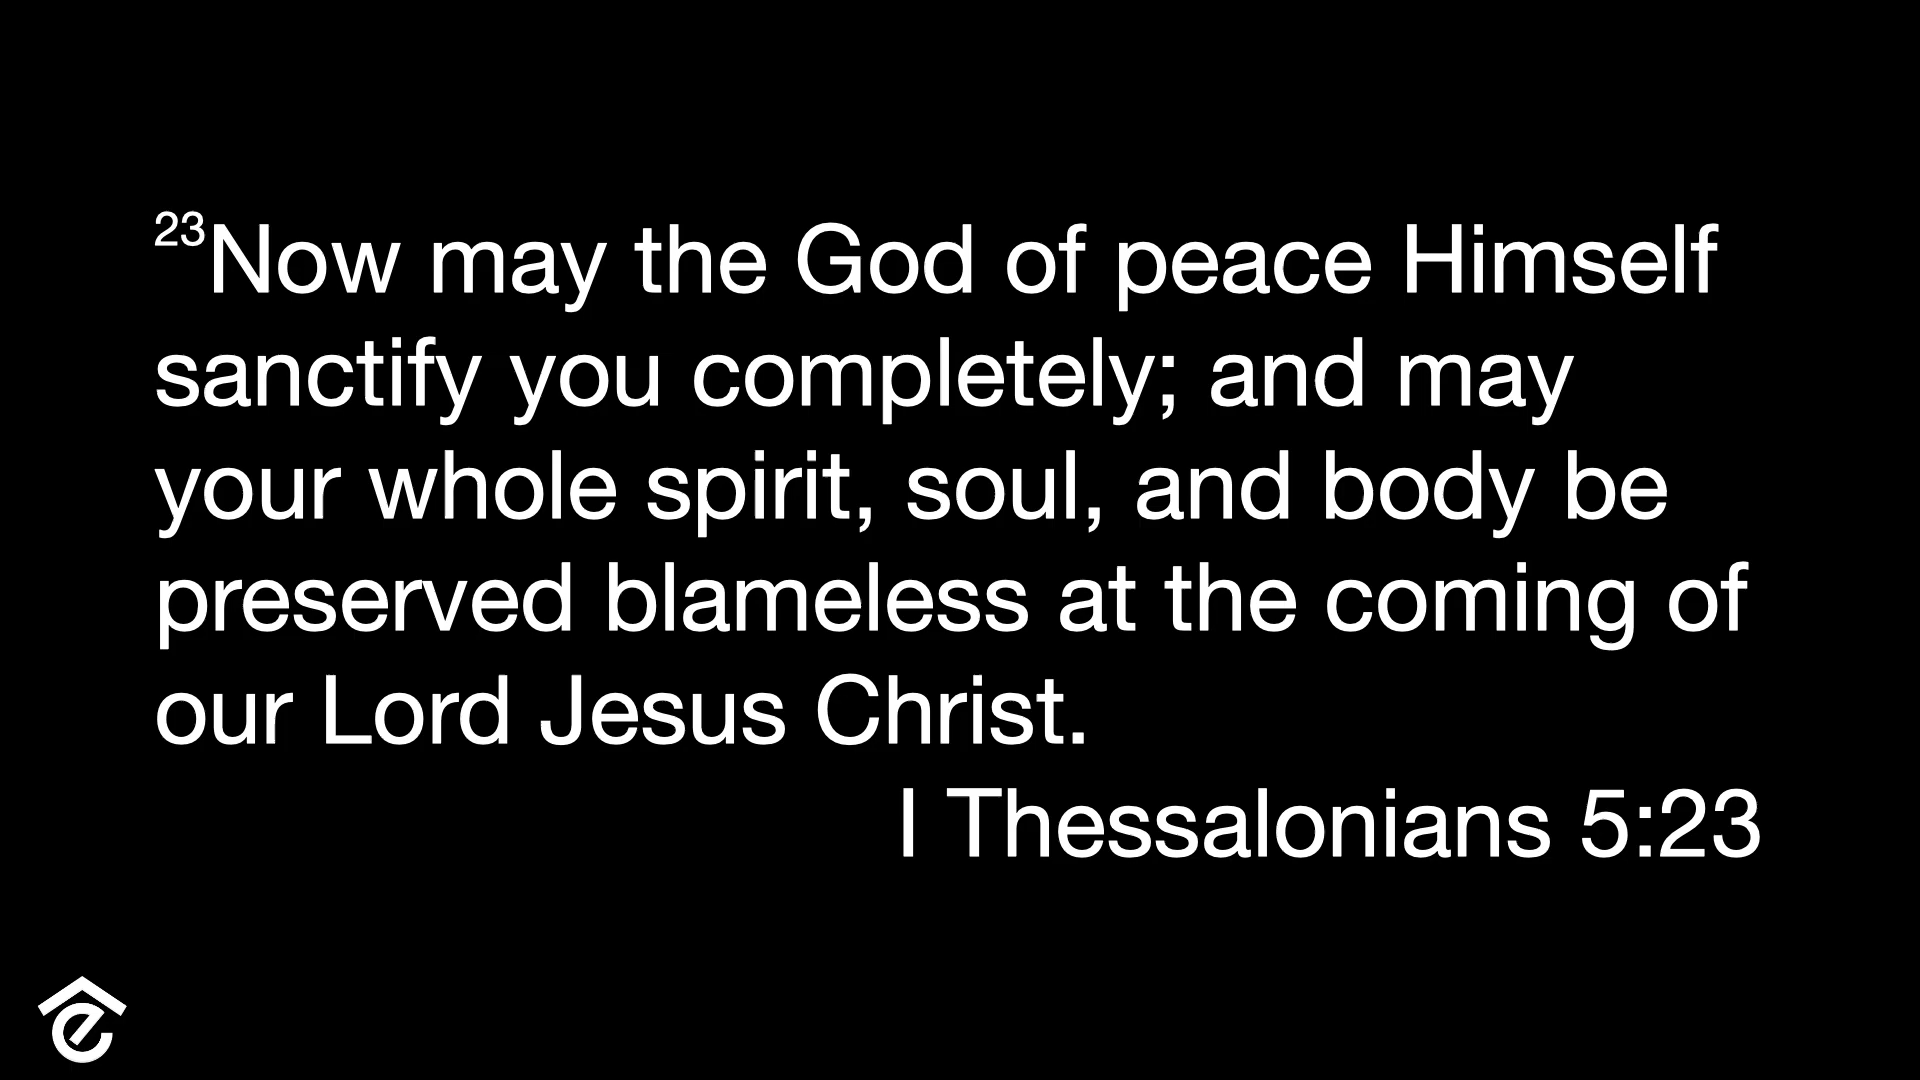 23Now may the God of peace Himself
sanctify you completely; and may
your whole spirit, soul, and body be
preserved blameless at the coming of
our Lord Jesus Christ.
I Thessalonians 5:23
e